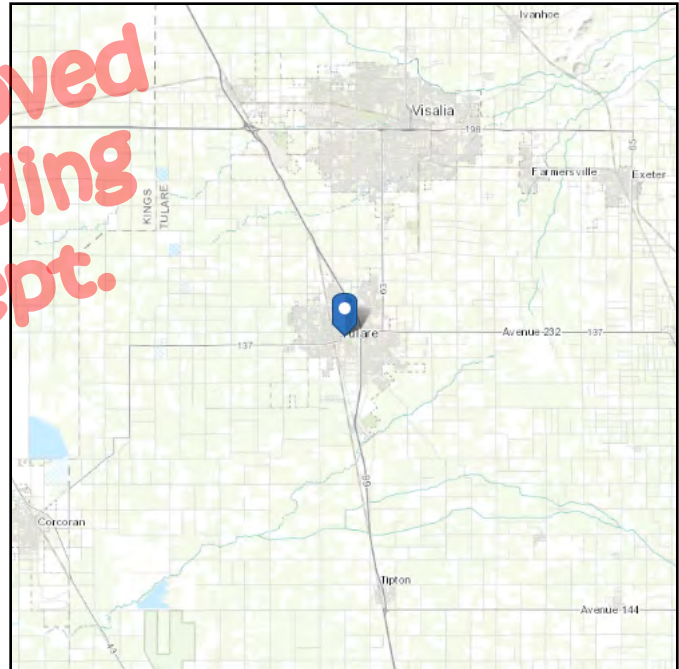 Ivanhoe
oved
Visalia
198
65
ding
Farmersville
Exeter
KINGS
TULARE
ept.
63
Tulare
Avenue 232
137
137
99
Corcoran
Tipton
Avenue 144
43